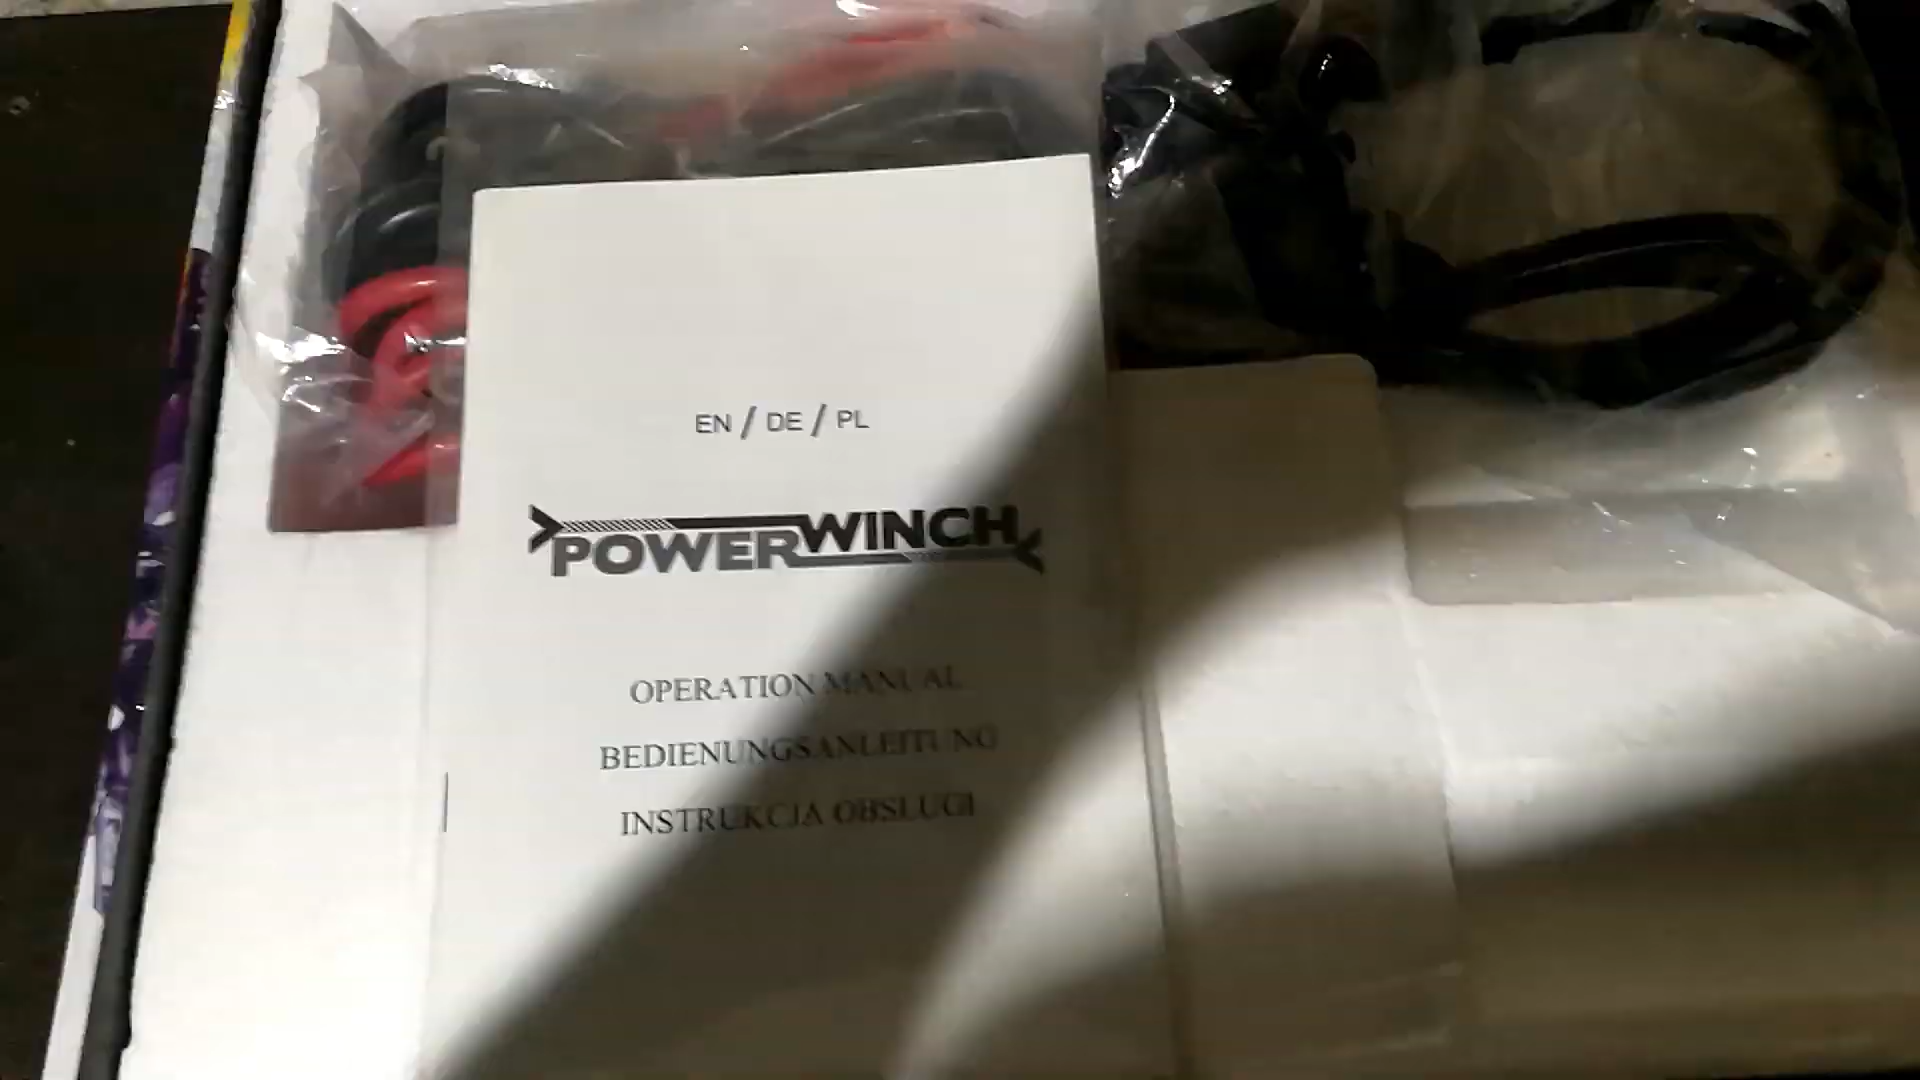 EN / DE / PL
POWERWINCH
OPERATION MANUAL
BEDIENUNGSANLEITUNG
INSTRUKCJA OBSLUGI